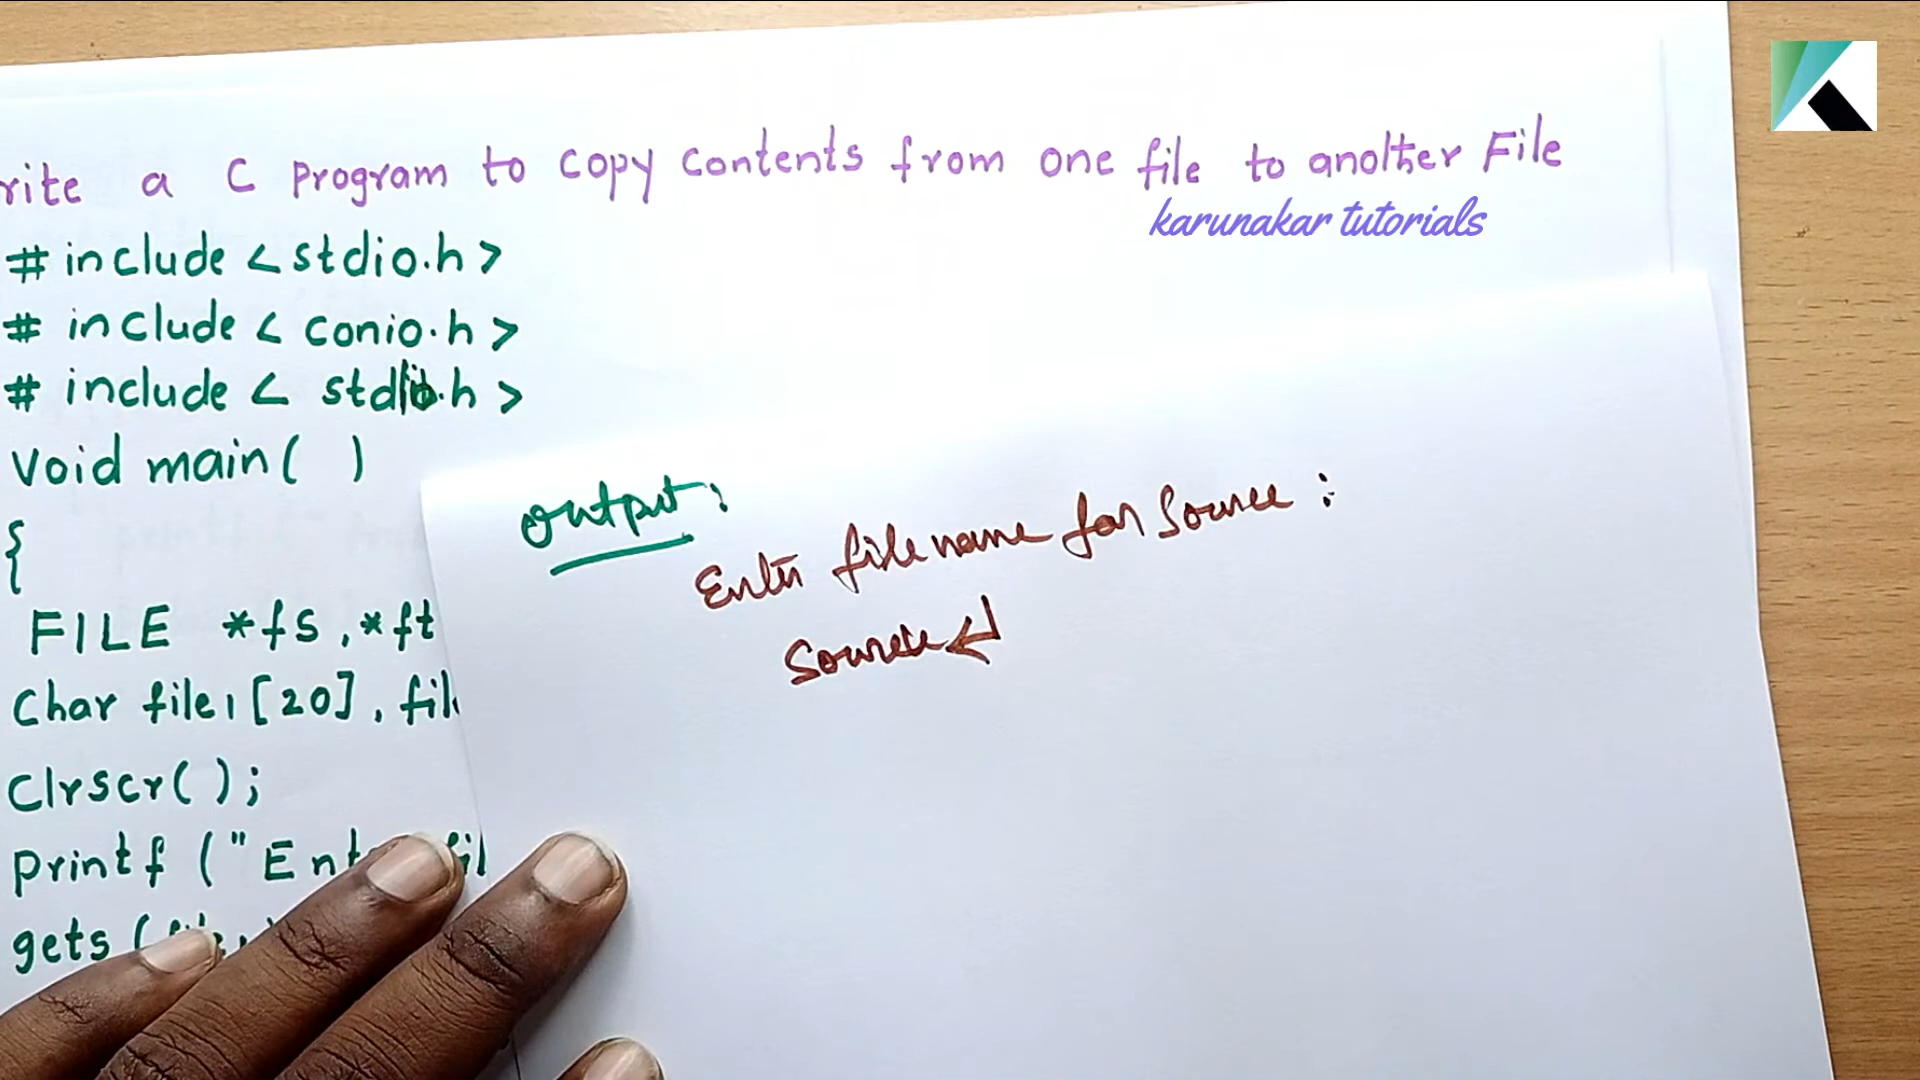 rite a C program to copy contents from one file to another File
karunakar tutorials
#include <stdio.h>
# include < conio.h >
# include < stdlib.h >
Void main( )
{
FILE *fs,*ft
Char file1[20], fil
Clrscr();
Printf ("Ent fil
gets (
output:
Enter file name for Source :
Source